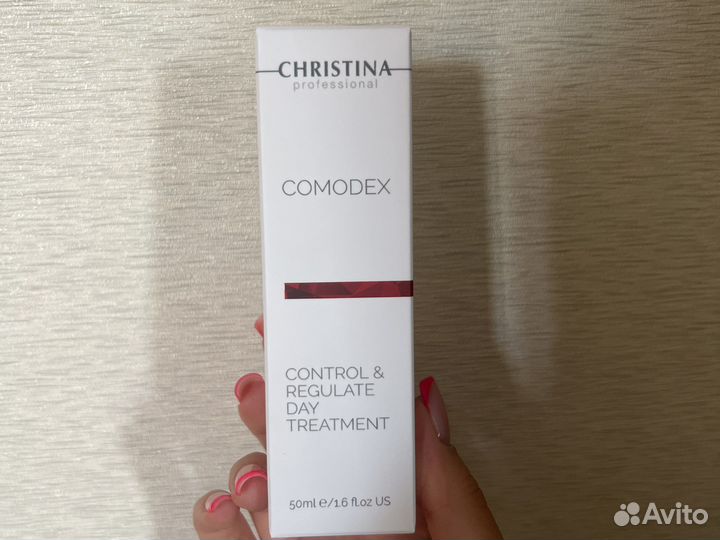 CHRISTINA
professional
COMODEX
CONTROL &
REGULATE
DAY
TREATMENT
50ml e/1.6 fl.oz US
Avito